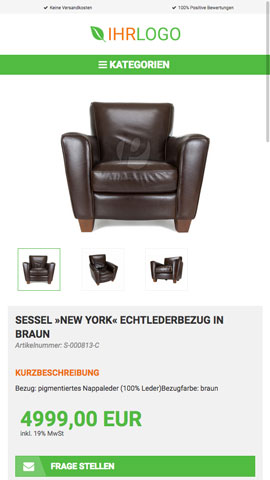 Keine Versandkosten
100% Positive Bewertungen
IHRLOGO
KATEGORIEN
SESSEL »NEW YORK« ECHTLEDERBEZUG IN
BRAUN
Artikelnummer: S-000813-C
KURZBESCHREIBUNG
Bezug: pigmentiertes Nappaleder (100% Leder)Bezugfarbe: braun
4999,00 EUR
inkl. 19% MwSt
FRAGE STELLEN